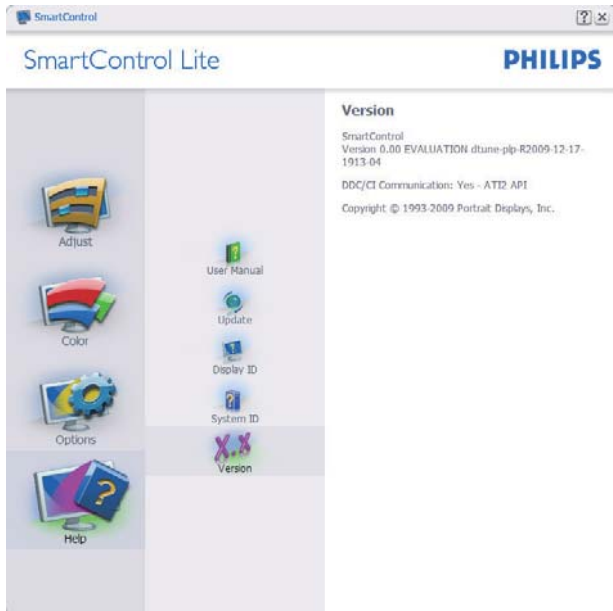 SmartControl
SmartControl Lite
PHILIPS
Adjust
Color
Options
Help
User Manual
Update
Display ID
System ID
X.X
Version
Version
SmartControl
Version 0.00 EVALUATION dtune-plp-R2009-12-17-
1913-04
DDC/CI Communication: Yes - ATI2 API
Copyright © 1993-2009 Portrait Displays, Inc.